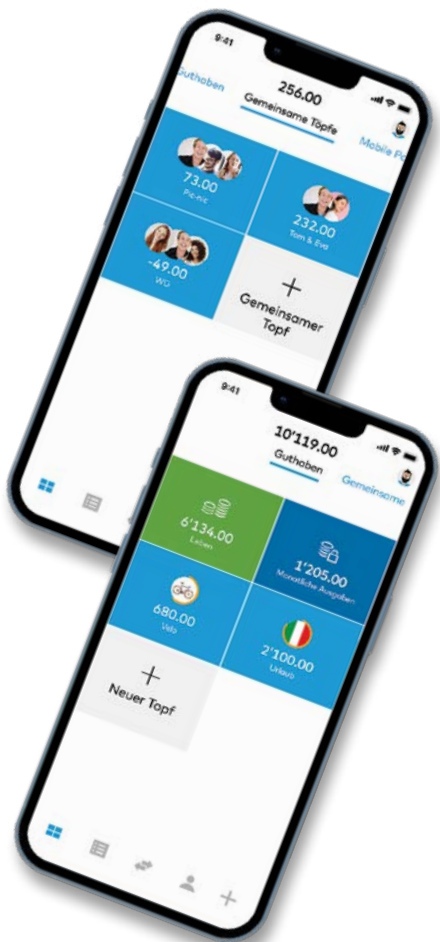 9:41
256.00
Guthaben
Gemeinsame Töpfe
Mobile Pa
73.00
Pic-nic
232.00
Tom & Eva
-49.00
WG
Gemeinsamer
Topf
9:41
10'119.00
Guthaben
Gemeinsame
6'134.00
Leben
1'205.00
Monatliche Ausgaben
680.00
Velo
2'100.00
Urlaub
Neuer Topf